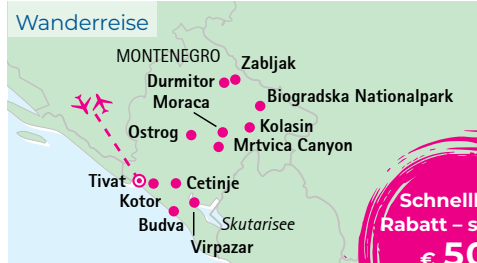 Wanderreise
MONTENEGRO
Zabljak
Durmitor
Moraca
Biogradska Nationalpark
Ostrog
Kolasin
Mrtvica Canyon
Tivat
Cetinje
Kotor
Budva
Skutarisee
Virpazar
Schnell
Rabatt – s
€ 50